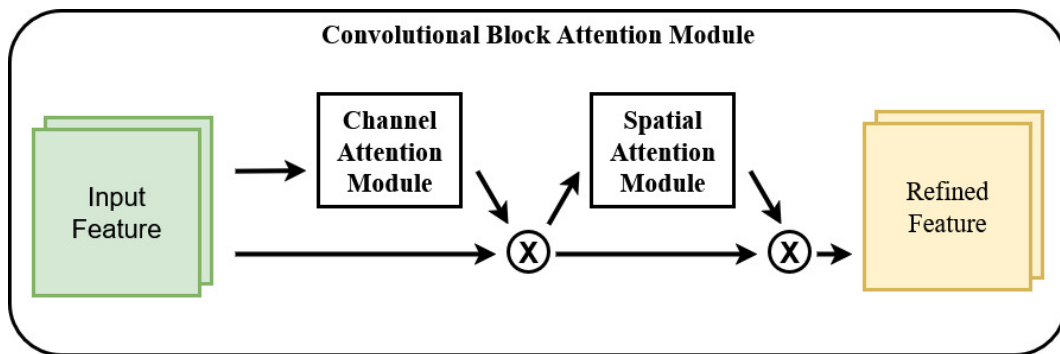 Convolutional Block Attention Module
Input
Feature
Channel
Attention
Module
X
Spatial
Attention
Module
X
Refined
Feature